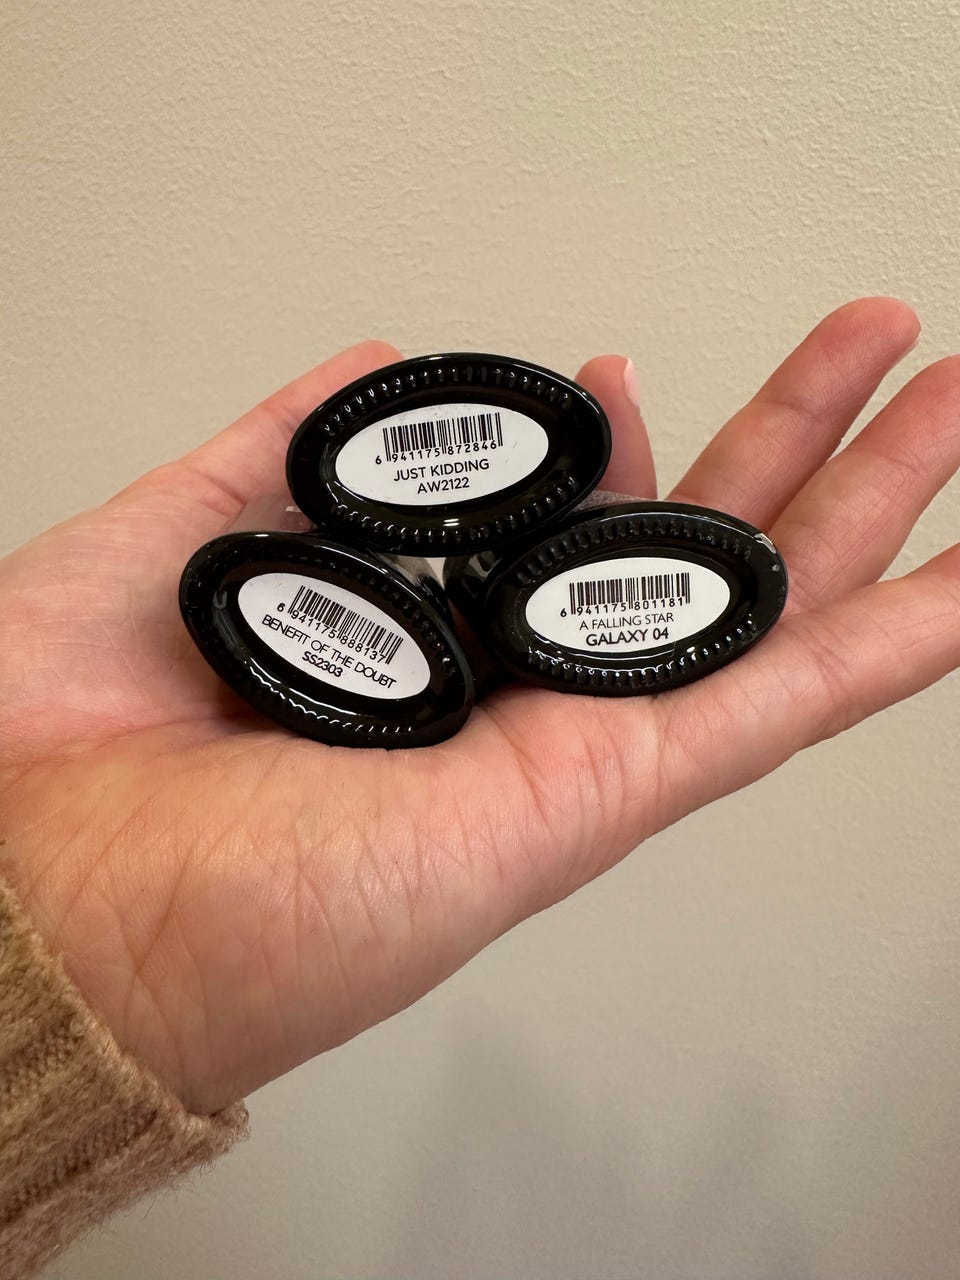 6 941175 872846
JUST KIDDING
AW2122
6 941175 888137
BENEFIT OF THE DOUBT
SS2303
6 941175 801181
A FALLING STAR
GALAXY 04